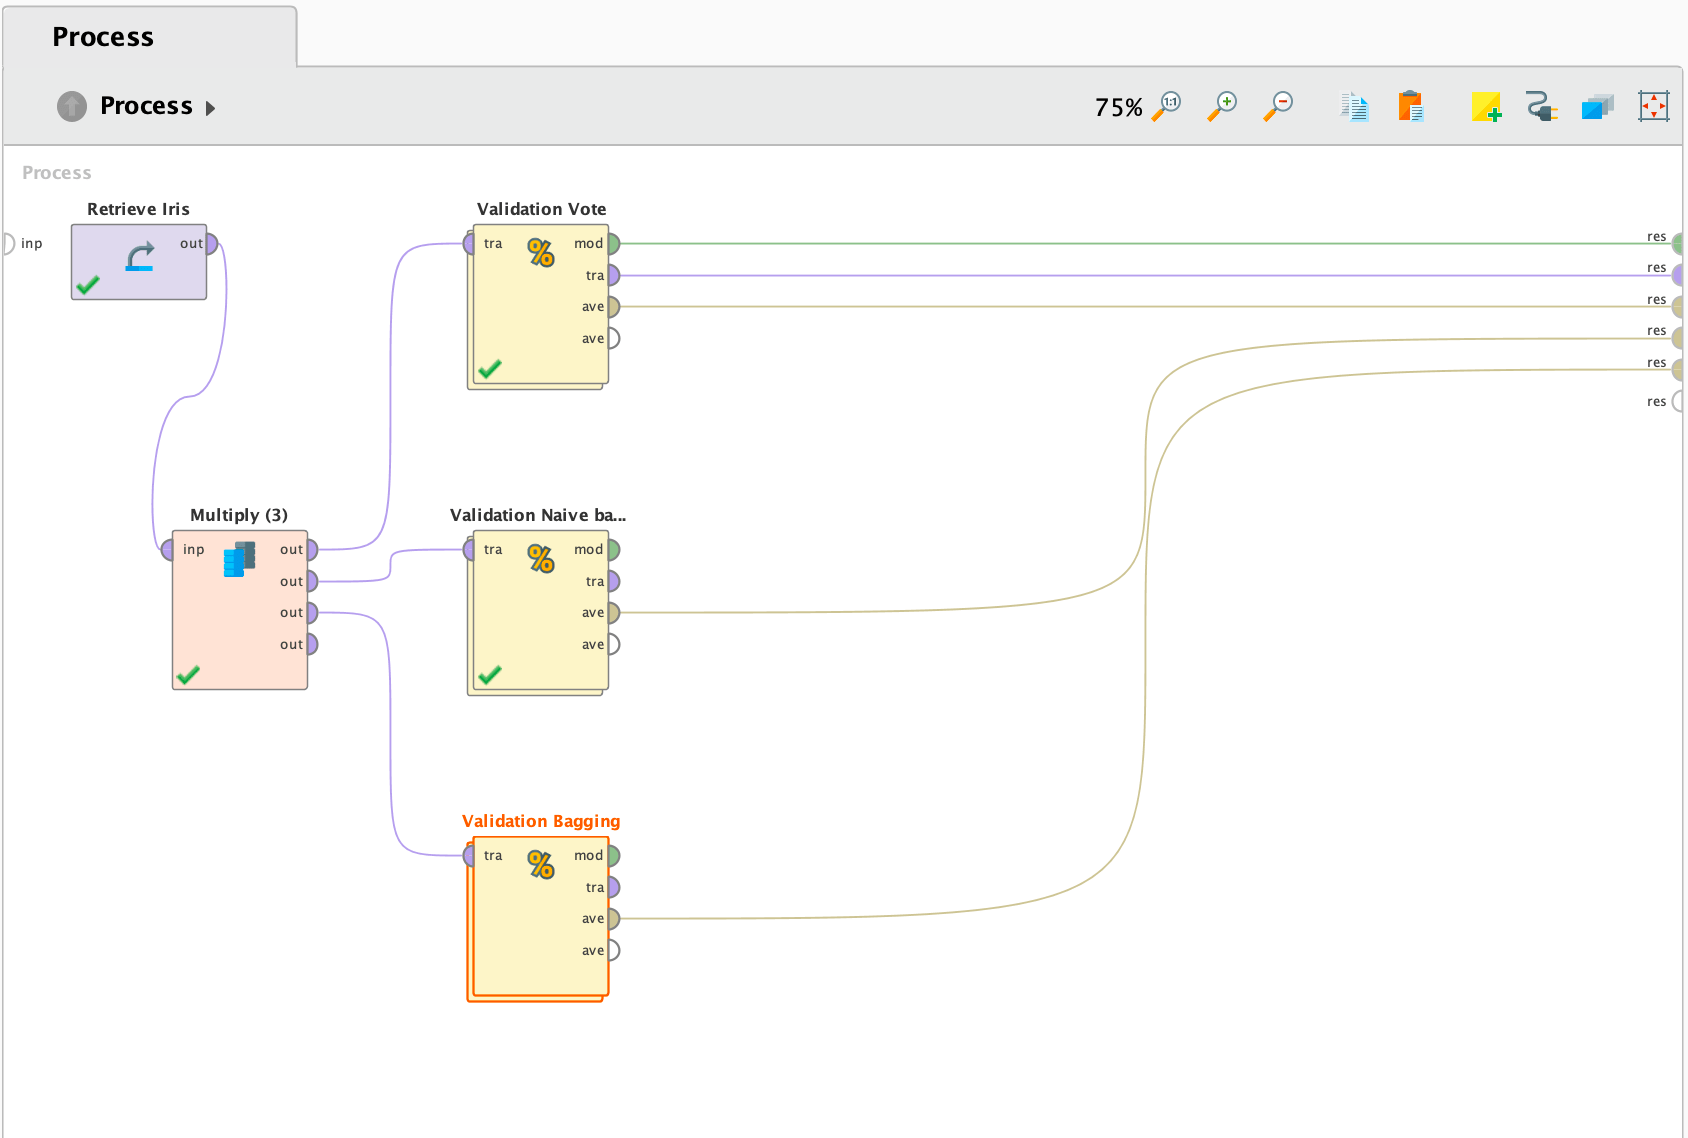 Process
Process
75%
1:1
Process
Retrieve Iris
Validation Vote
inp
out
tra
mod
res
tra
res
ave
res
ave
res
res
res
Multiply (3)
Validation Naive ba...
inp
out
tra
mod
out
tra
out
ave
out
ave
Validation Bagging
tra
mod
tra
ave
ave